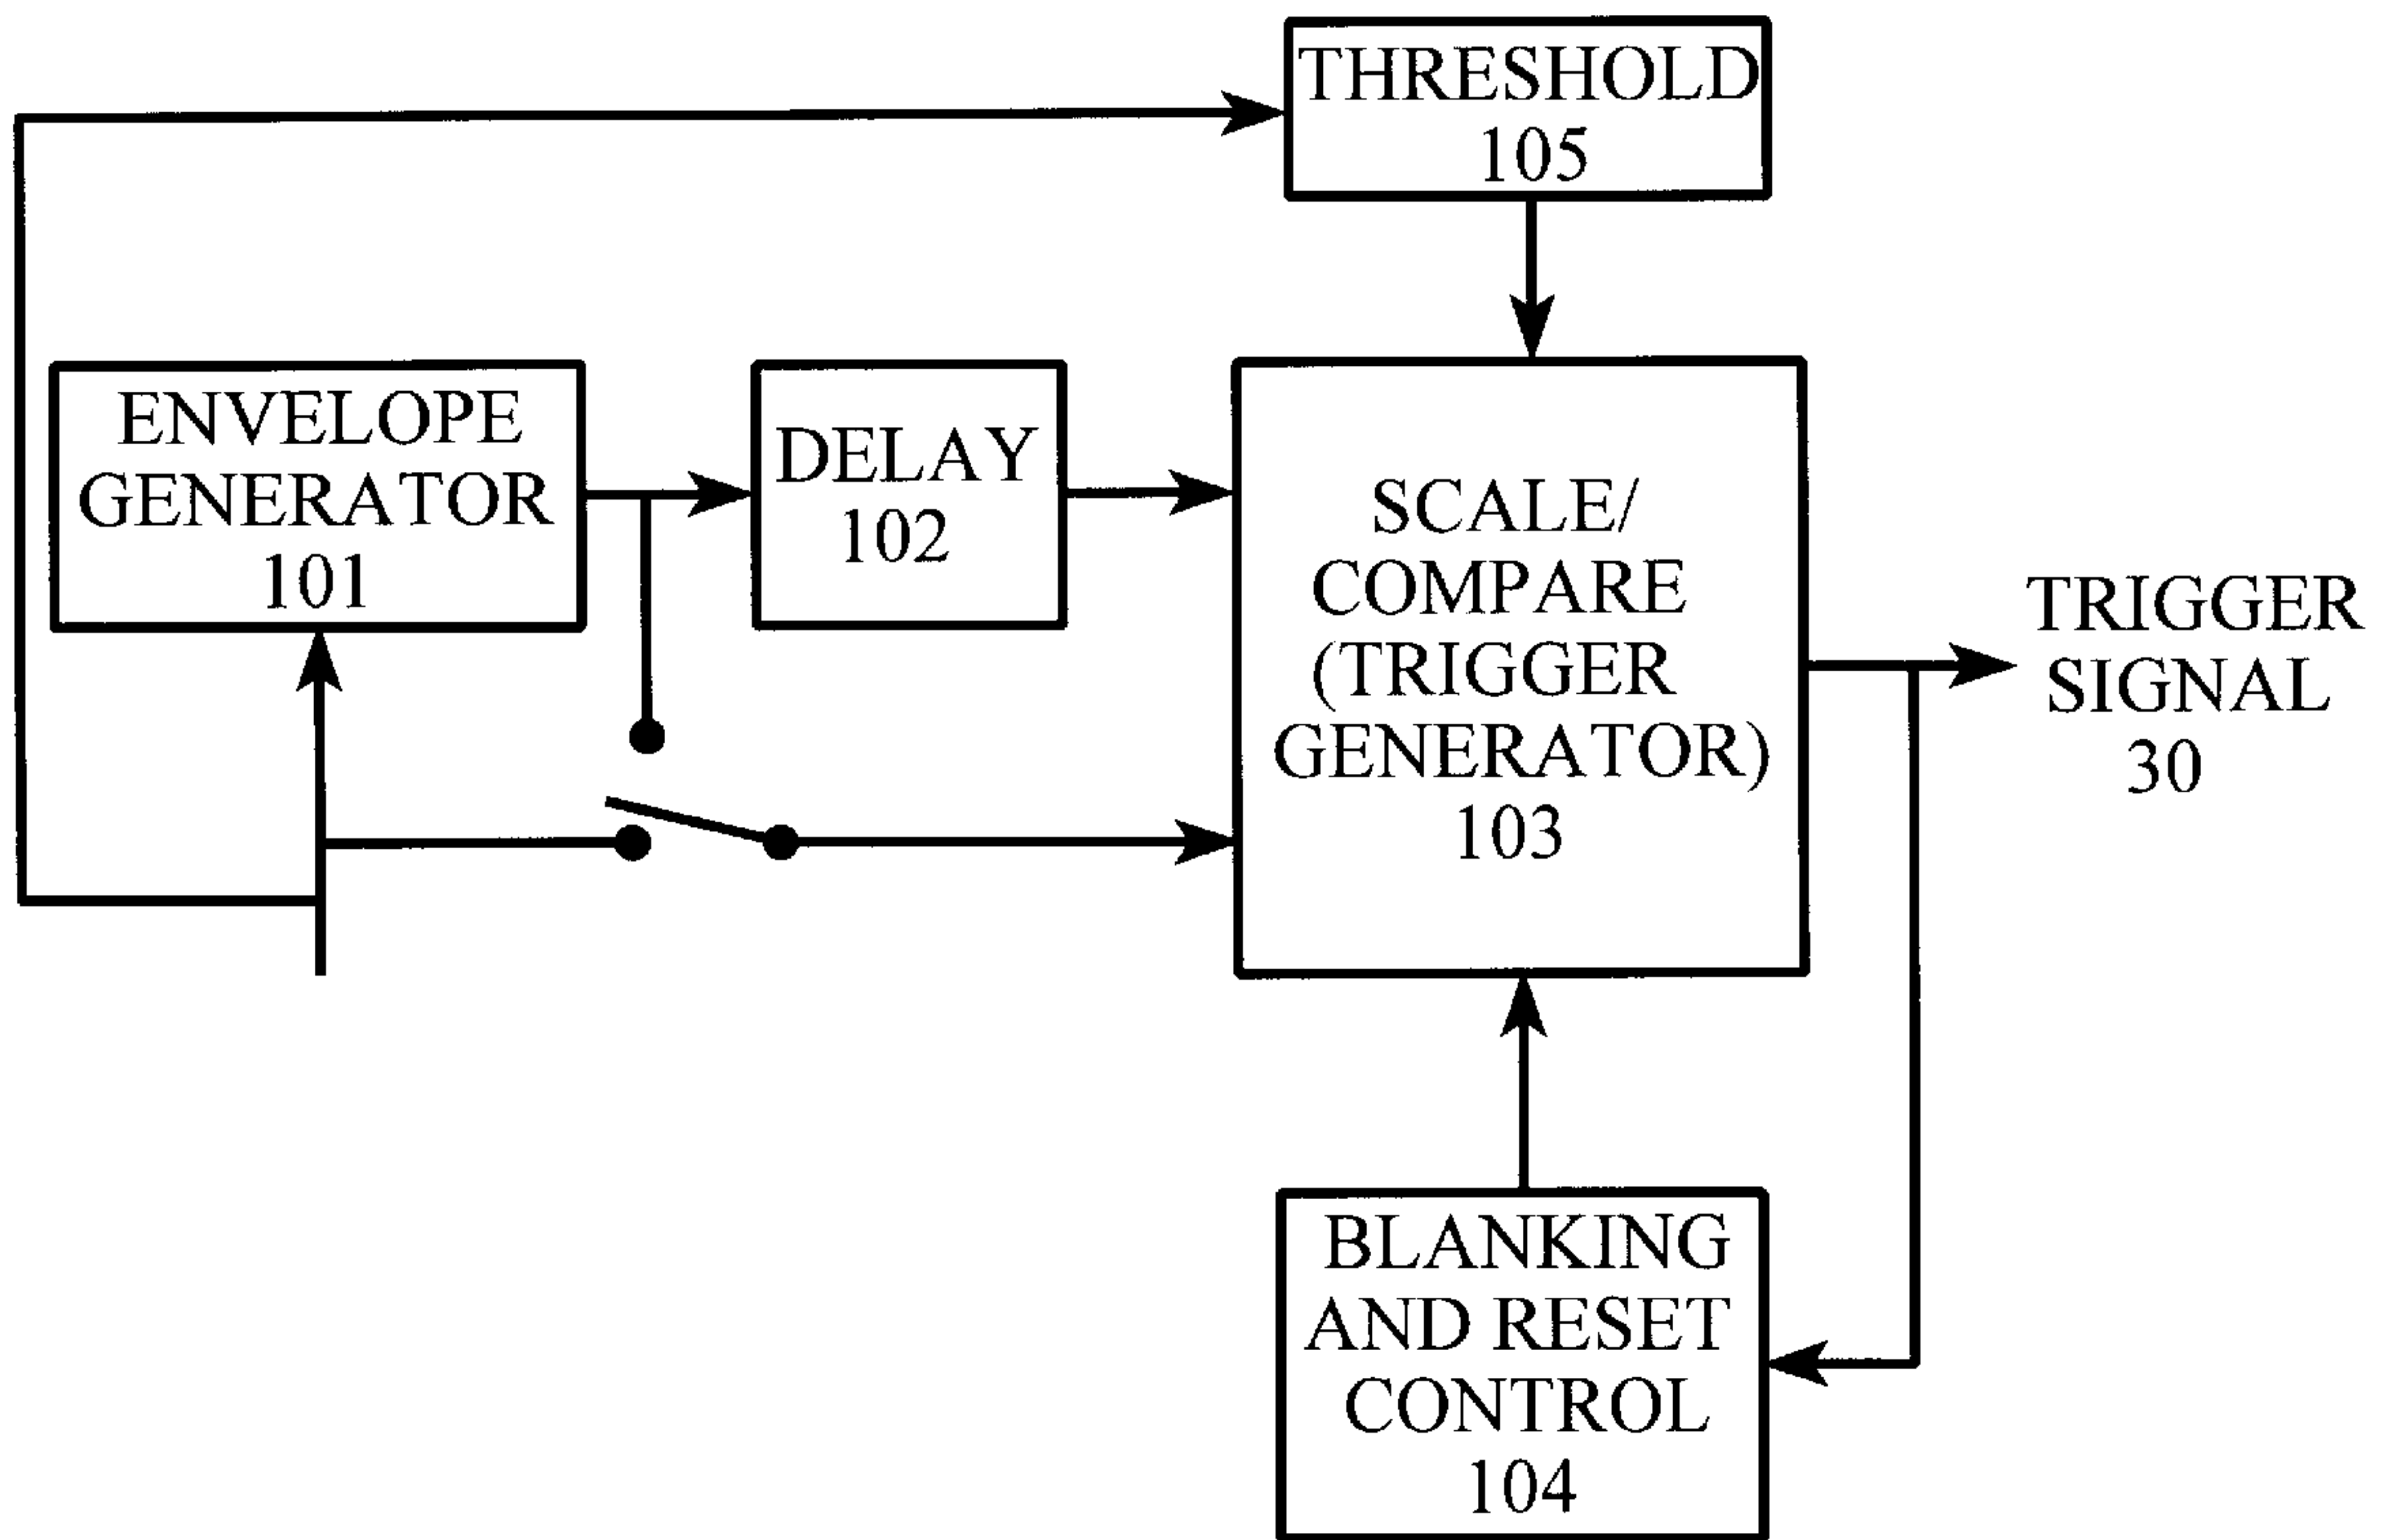 THRESHOLD
105
ENVELOPE
GENERATOR
101
DELAY
102
SCALE/
COMPARE
(TRIGGER
GENERATOR)
103
TRIGGER
SIGNAL
30
BLANKING
AND RESET
CONTROL
104